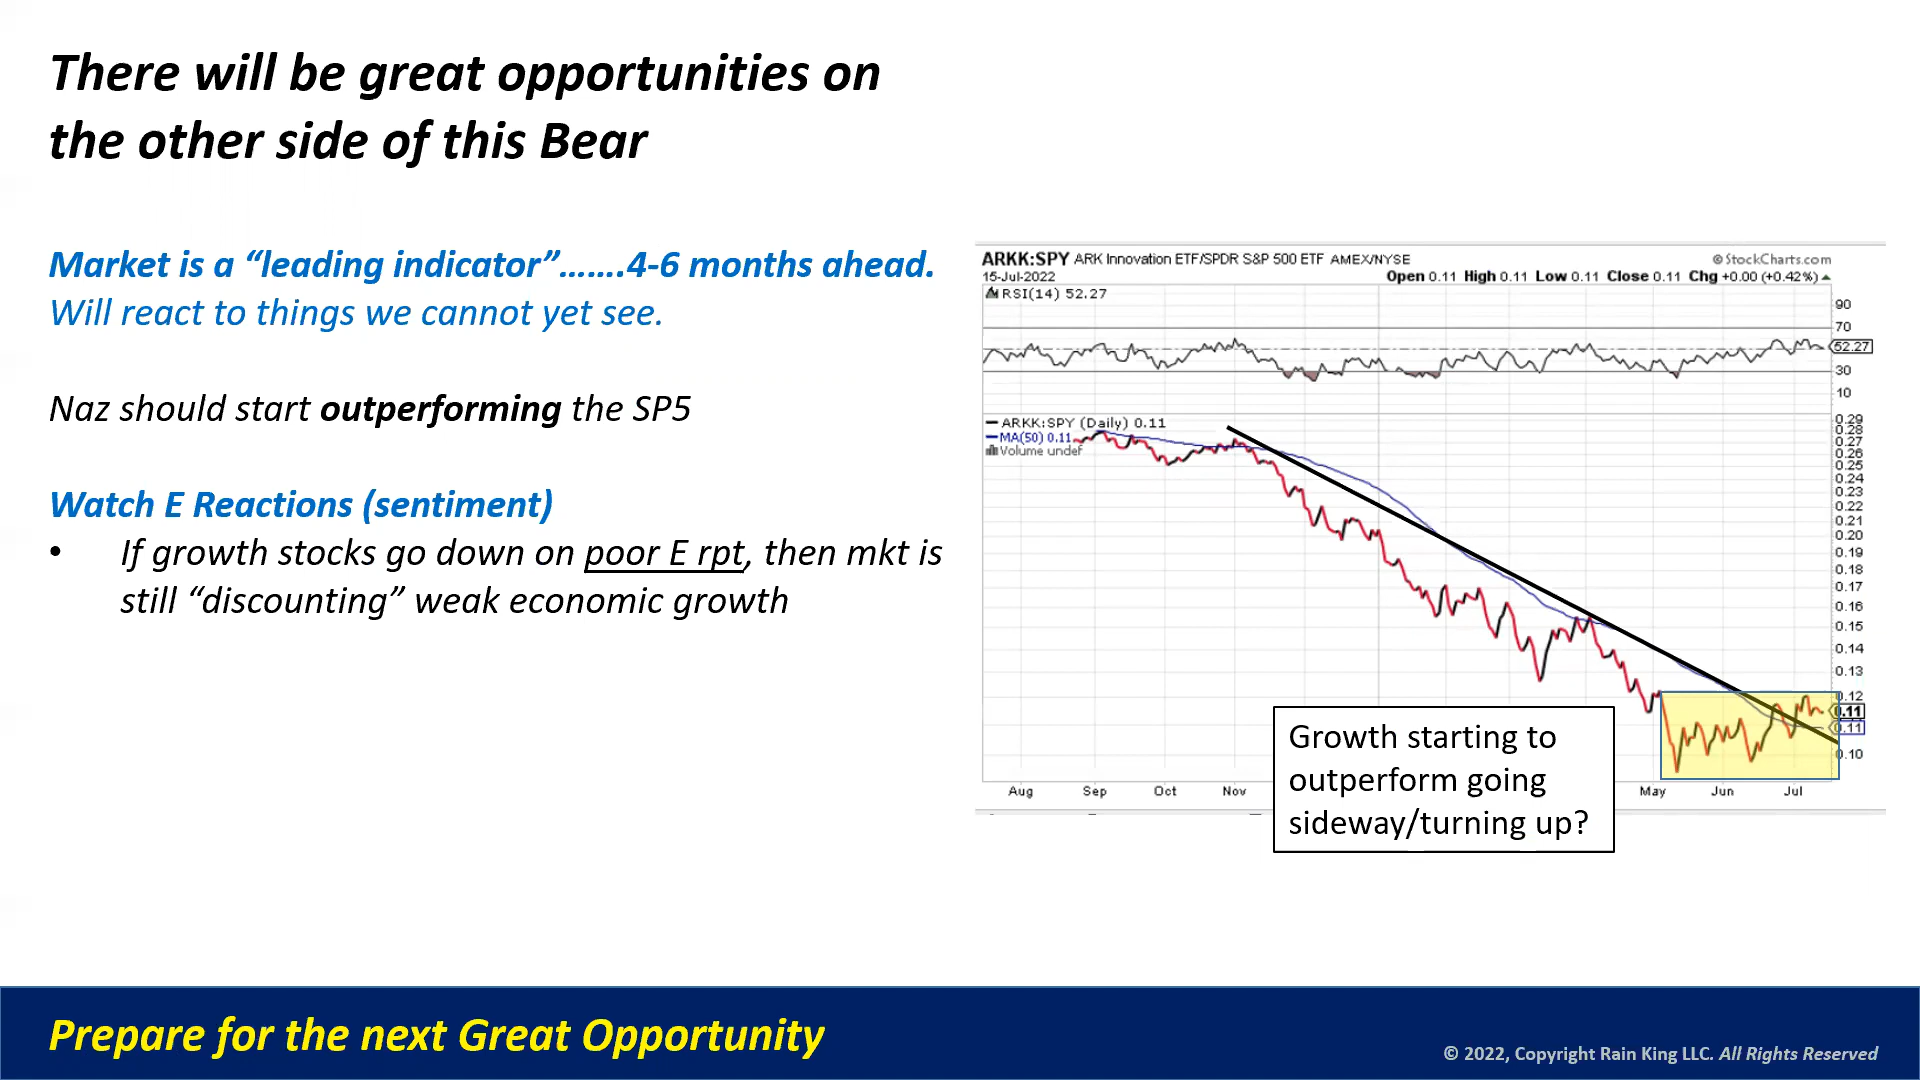 There will be great opportunities on
the other side of this Bear
Market is a “leading indicator”…….4-6 months ahead.
Will react to things we cannot yet see.
Naz should start outperforming the SP5
Watch E Reactions (sentiment)
• If growth stocks go down on poor E rpt, then mkt is
still “discounting” weak economic growth
ARKK:SPY ARK Innovation ETF/SPDR S&P 500 ETF AMEX/NYSE
© StockCharts.com
15-Jul-2022
Open 0.11 High 0.11 Low 0.11 Close 0.11 Chg +0.00 (+0.42%)
RSI(14) 52.27
90
70
52.27
30
10
ARKK:SPY (Daily) 0.11
MA(50) 0.11
Volume undef
0.29
0.28
0.27
0.26
0.25
0.24
0.23
0.22
0.21
0.20
0.19
0.18
0.17
0.16
0.15
0.14
0.13
0.12
0.11
0.11
0.10
Aug Sep Oct Nov May Jun Jul
Growth starting to
outperform going
sideway/turning up?
Prepare for the next Great Opportunity
© 2022, Copyright Rain King LLC. All Rights Reserved